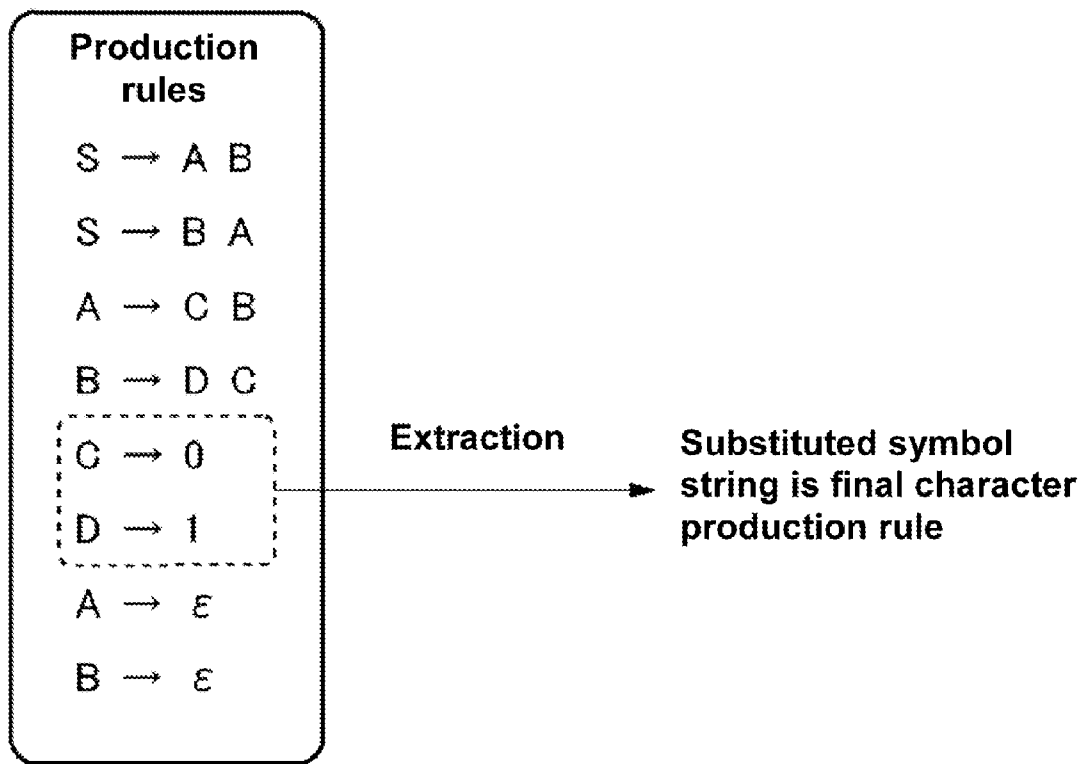 Production
rules
S → A B
S → B A
A → C B
B → D C
C → 0
D → 1
A → ε
B → ε
Extraction
Substituted symbol
string is final character
production rule